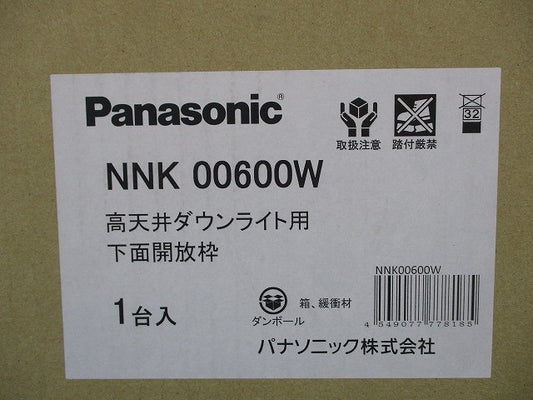 Panasonic®
取扱注意 踏付厳禁 32
NNK 00600W
高天井ダウンライト用
下面開放枠
NNK00600W
1台入
箱、緩衝材
ダンボール
4 549077 778185
パナソニック株式会社